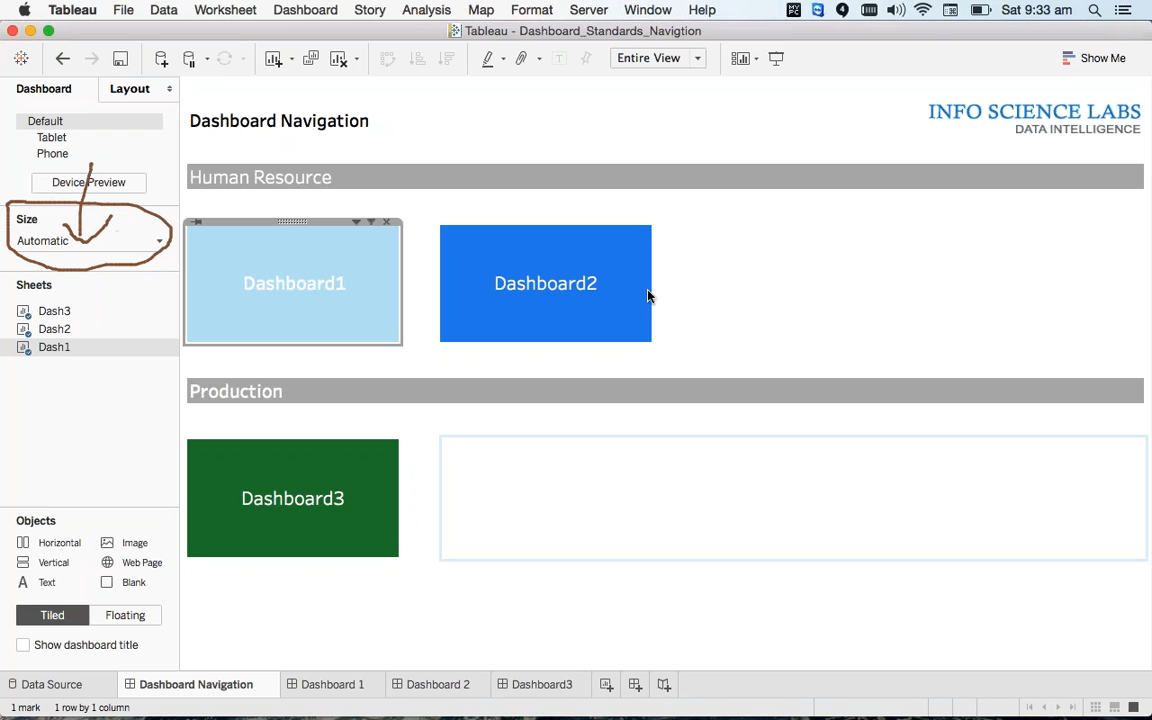 Tableau File Data Worksheet Dashboard Story Analysis Map Format Server Window Help Sat 9:33 am
Tableau - Dashboard_Standards_Navigtion
Entire View
Show Me
Dashboard Layout
Default
Tablet
Phone
Device Preview
Size
Automatic
Sheets
Dash3
Dash2
Dash1
Objects
Horizontal Image
Vertical Web Page
A Text Blank
Tiled Floating
Show dashboard title
Dashboard Navigation
INFO SCIENCE LABS
DATA INTELLIGENCE
Human Resource
Dashboard1 Dashboard2
Production
Dashboard3
Data Source Dashboard Navigation Dashboard 1 Dashboard 2 Dashboard3
1 mark 1 row by 1 column